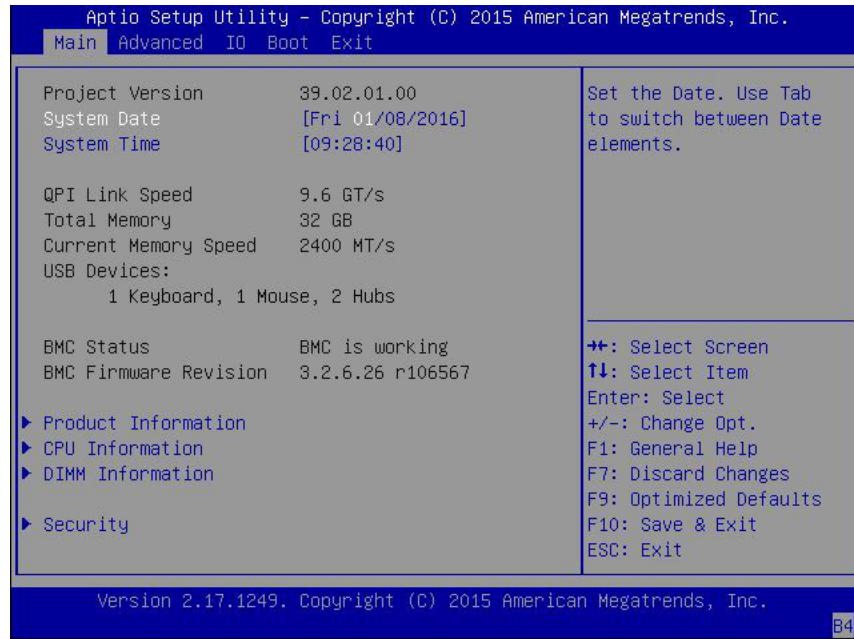 Aptio Setup Utility – Copyright (C) 2015 American Megatrends, Inc.
Main Advanced IO Boot Exit
Project Version 39.02.01.00
System Date [Fri 01/08/2016]
System Time [09:28:40]
QPI Link Speed 9.6 GT/s
Total Memory 32 GB
Current Memory Speed 2400 MT/s
USB Devices:
1 Keyboard, 1 Mouse, 2 Hubs
BMC Status BMC is working
BMC Firmware Revision 3.2.6.26 r106567
▶ Product Information
▶ CPU Information
▶ DIMM Information
▶ Security
Set the Date. Use Tab
to switch between Date
elements.
→←: Select Screen
↑↓: Select Item
Enter: Select
+/-: Change Opt.
F1: General Help
F7: Discard Changes
F9: Optimized Defaults
F10: Save & Exit
ESC: Exit
Version 2.17.1249. Copyright (C) 2015 American Megatrends, Inc.
B4